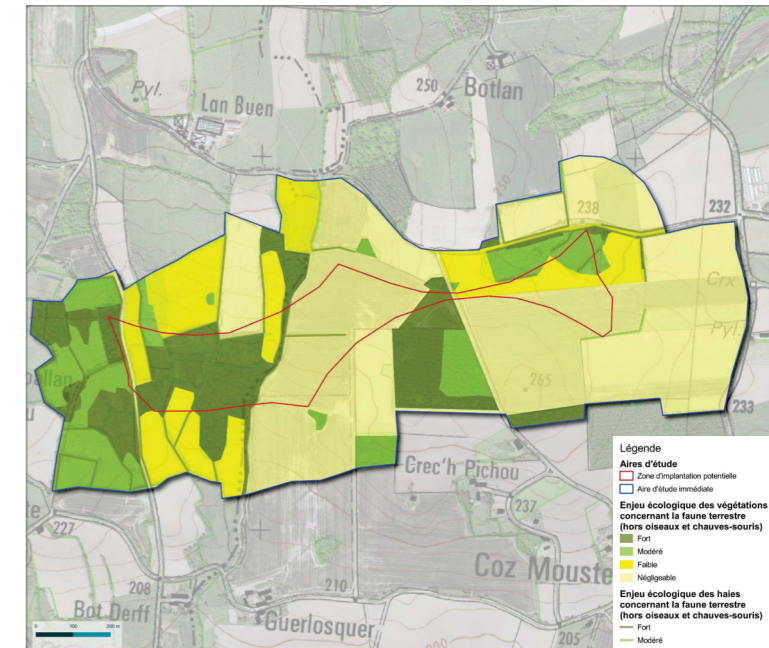 Pyl.
Lan Buen
250
Botlan
250
238
232
Crx
Pyl.
265
233
Crec'h Pichou
237
227
Coz Mouste
208
210
Bot Derff
Guerlosquer
200
205
0 100 200 m
Légende
Aires d'étude
Zone d'implantation potentielle
Aire d'étude immédiate
Enjeu écologique des végétations
concernant la faune terrestre
(hors oiseaux et chauves-souris)
Fort
Modéré
Faible
Négligeable
Enjeu écologique des haies
concernant la faune terrestre
(hors oiseaux et chauves-souris)
Fort
Modéré